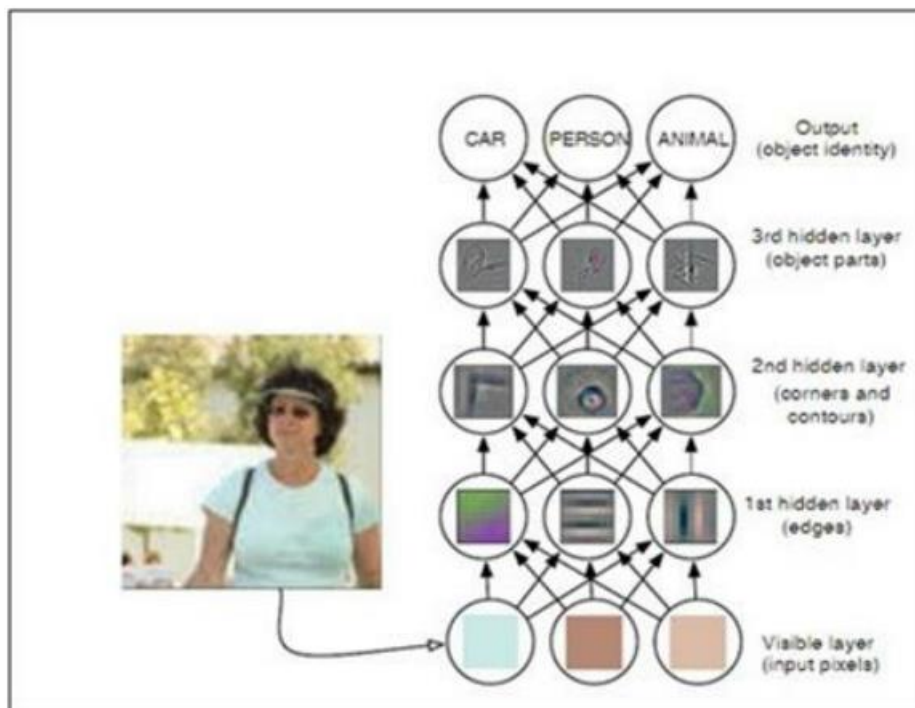 CAR PERSON ANIMAL
Output
(object identity)
3rd hidden layer
(object parts)
2nd hidden layer
(corners and
contours)
1st hidden layer
(edges)
Visible layer
(input pixels)